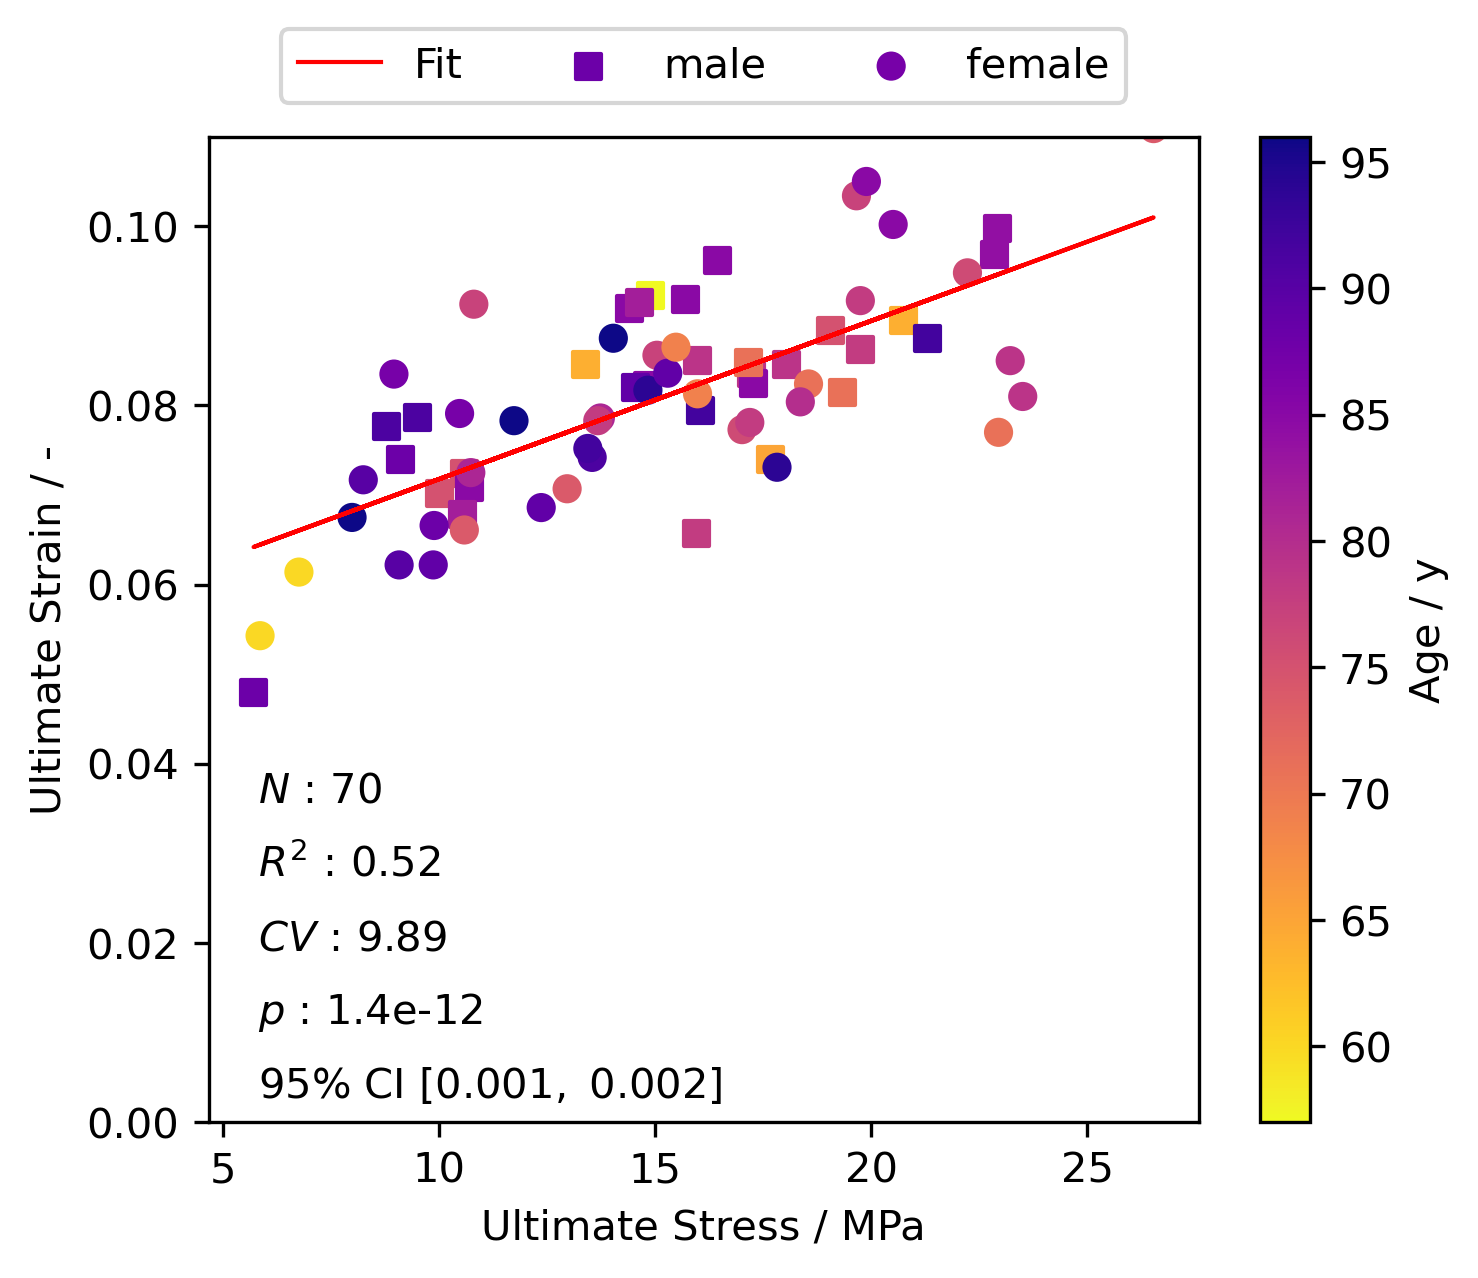 Fit male female
0.10
0.08
0.06
0.04
0.02
0.00
Ultimate Strain / -
N : 70
R² : 0.52
CV : 9.89
p : 1.4e-12
95% CI [0.001, 0.002]
5 10 15 20 25
Ultimate Stress / MPa
95
90
85
80
75
70
65
60
Age / y